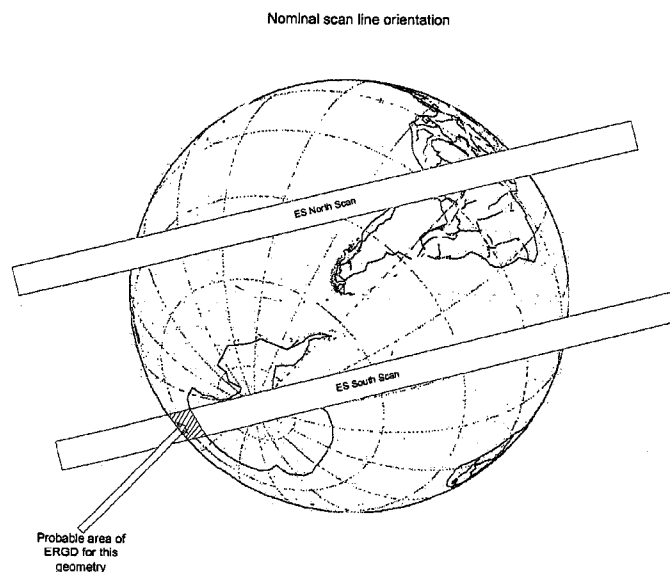 Nominal scan line orientation
ES North Scan
ES South Scan
Probable area of
ERGD for this
geometry